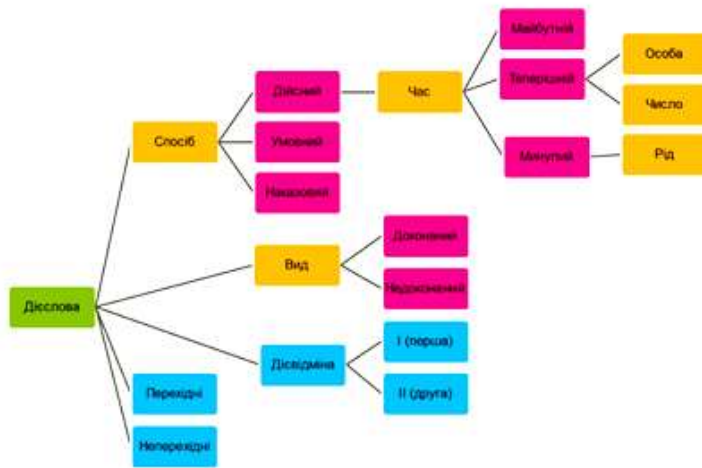 Майбутній
Теперішній
Минулий
Особа
Число
Рід
Час
Дійсний
Умовний
Наказовий
Спосіб
Доконаний
Недоконаний
Вид
Дієслова
Дієвідміна
І (перша)
ІІ (друга)
Перехідні
Неперехідні